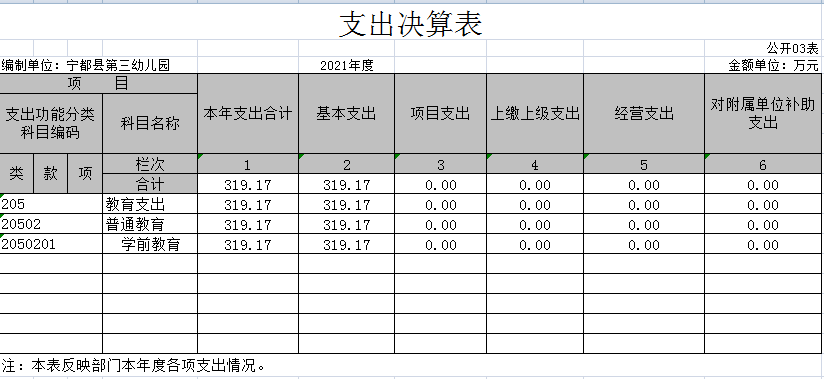 支出决算表
公开03表
编制单位：宁都县第三幼儿园 2021年度 金额单位：万元
项 目 本年支出合计 基本支出 项目支出 上缴上级支出 经营支出 对附属单位补助支出
支出功能分类科目编码 科目名称
类 款 项 栏次 1 2 3 4 5 6
合计 319.17 319.17 0.00 0.00 0.00 0.00
205 教育支出 319.17 319.17 0.00 0.00 0.00 0.00
20502 普通教育 319.17 319.17 0.00 0.00 0.00 0.00
2050201 学前教育 319.17 319.17 0.00 0.00 0.00 0.00
注：本表反映部门本年度各项支出情况。